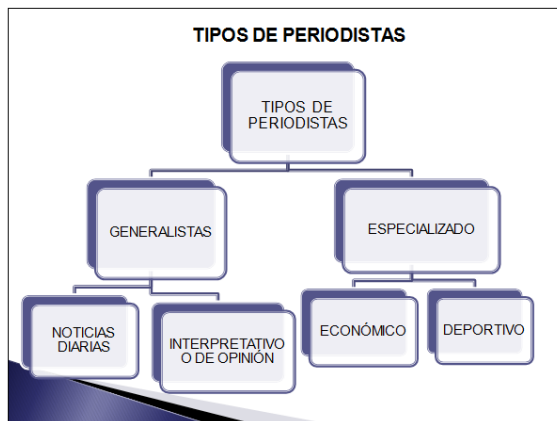 TIPOS DE PERIODISTAS
TIPOS DE
PERIODISTAS
GENERALISTAS
ESPECIALIZADO
NOTICIAS
DIARIAS
INTERPRETATIVO
O DE OPINIÓN
ECONÓMICO
DEPORTIVO